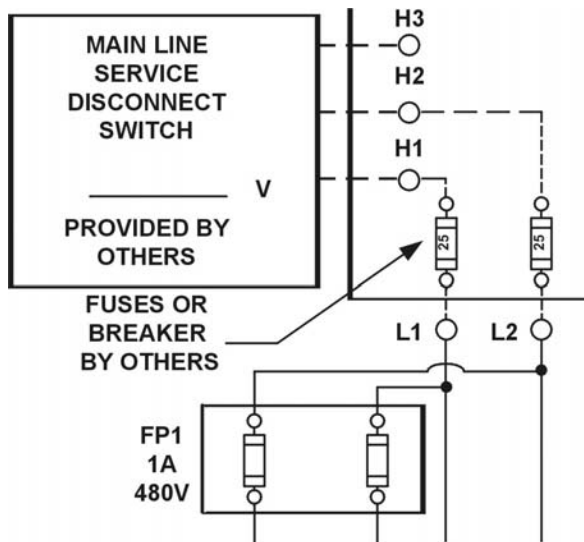 MAIN LINE
SERVICE
DISCONNECT
SWITCH
V
PROVIDED BY
OTHERS
H3
H2
H1
25
25
FUSES OR
BREAKER
BY OTHERS
L1
L2
FP1
1A
480V